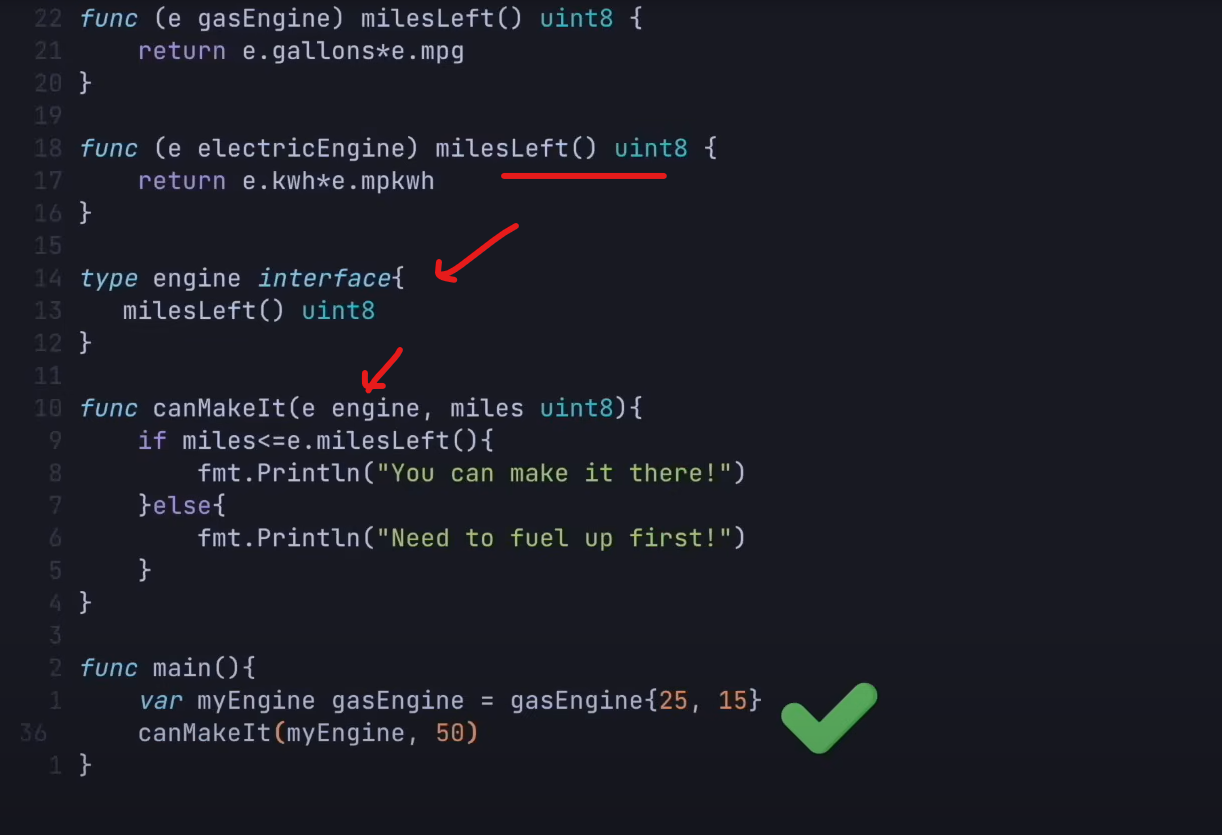 22 func (e gasEngine) milesLeft() uint8 {
21     return e.gallons*e.mpg
20 }
19
18 func (e electricEngine) milesLeft() uint8 {
17     return e.kwh*e.mpkwh
16 }
15
14 type engine interface{
13    milesLeft() uint8
12 }
11
10 func canMakeIt(e engine, miles uint8){
9     if miles<=e.milesLeft(){
8         fmt.Println("You can make it there!")
7     }else{
6         fmt.Println("Need to fuel up first!")
5     }
4 }
3
2 func main(){
1     var myEngine gasEngine = gasEngine{25, 15}
36     canMakeIt(myEngine, 50)
1 }